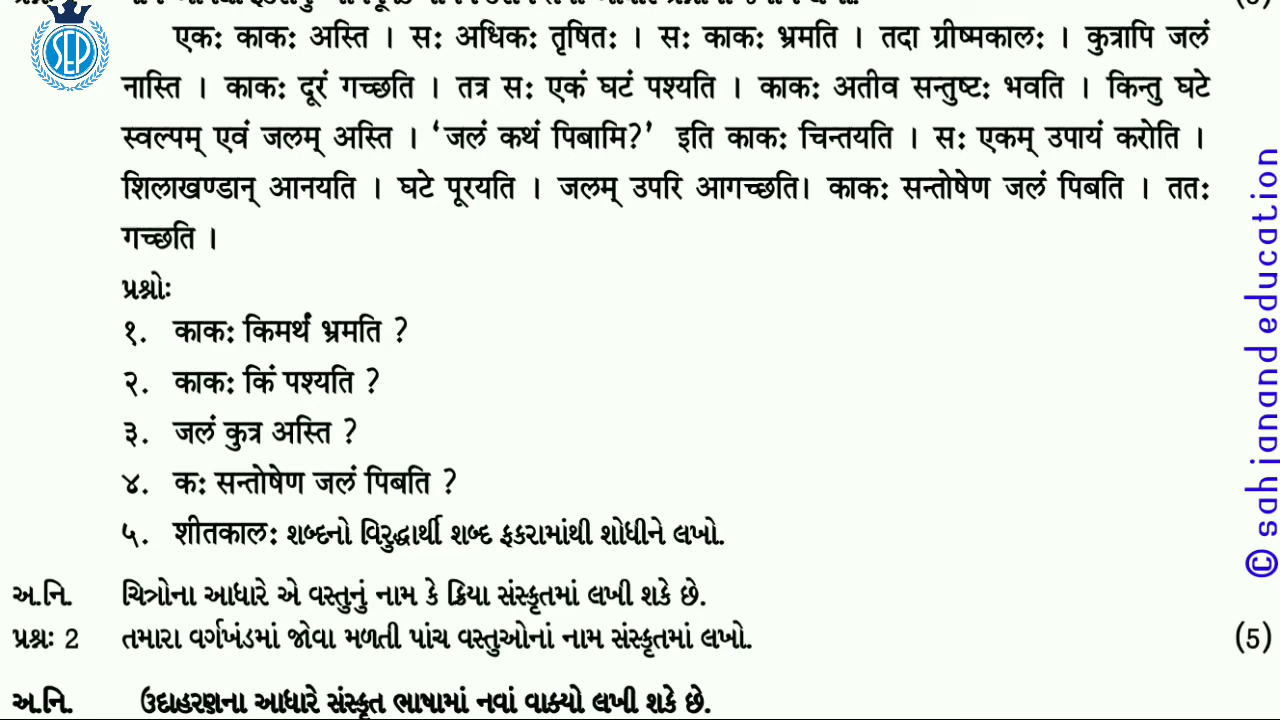 SEP
(5)
एकः काकः अस्ति । सः अधिकः तृषितः । सः काकः भ्रमति । तदा ग्रीष्मकालः । कुत्रापि जलं
नास्ति । काकः दूरं गच्छति । तत्र सः एकं घटं पश्यति । काकः अतीव सन्तुष्टः भवति । किन्तु घटे
स्वल्पम् एवं जलम् अस्ति । ‘जलं कथं पिबामि?’ इति काकः चिन्तयति । सः एकम् उपायं करोति ।
शिलाखण्डान् आनयति । घटे पूरयति । जलम् उपरि आगच्छति। काकः सन्तोषेण जलं पिबति । ततः
गच्छति ।
પ્રશ્નોઃ
१. काकः किमर्थं भ्रमति ?
२. काकः किं पश्यति ?
३. जलं कुत्र अस्ति ?
४. कः सन्तोषेण जलं पिबति ?
५. शीतकालः શબ્દનો વિરુદ્ધાર્થી શબ્દ ફકરામાંથી શોધીને લખો.
અ.નિ. ચિત્રોના આધારે એ વસ્તુનું નામ કે ક્રિયા સંસ્કૃતમાં લખી શકે છે.
પ્રશ્નઃ 2 તમારા વર્ગખંડમાં જોવા મળતી પાંચ વસ્તુઓનાં નામ સંસ્કૃતમાં લખો. (5)
અ.નિ. ઉદાહરણના આધારે સંસ્કૃત ભાષામાં નવાં વાક્યો લખી શકે છે.
© sahjanand education